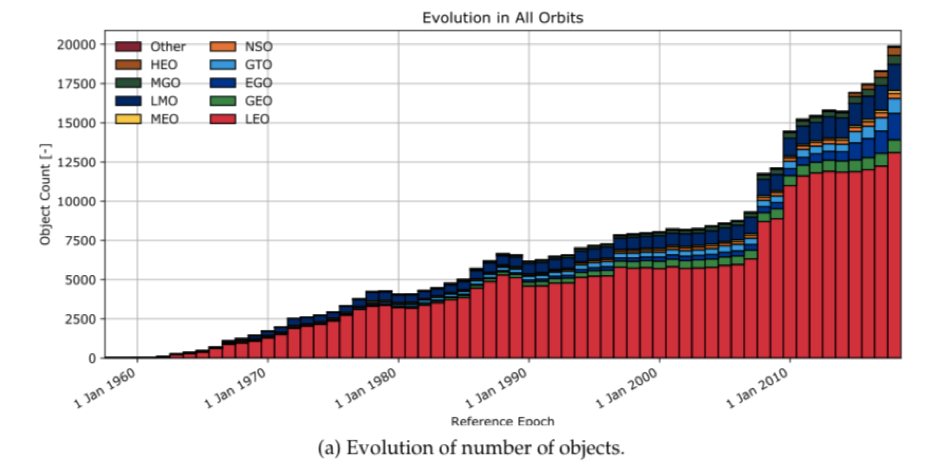 Evolution in All Orbits
Object Count [-]
20000
17500
15000
12500
10000
7500
5000
2500
0
Other
HEO
MGO
LMO
MEO
NSO
GTO
EGO
GEO
LEO
1 Jan 1960
1 Jan 1970
1 Jan 1980
1 Jan 1990
1 Jan 2000
1 Jan 2010
Reference Epoch
(a) Evolution of number of objects.